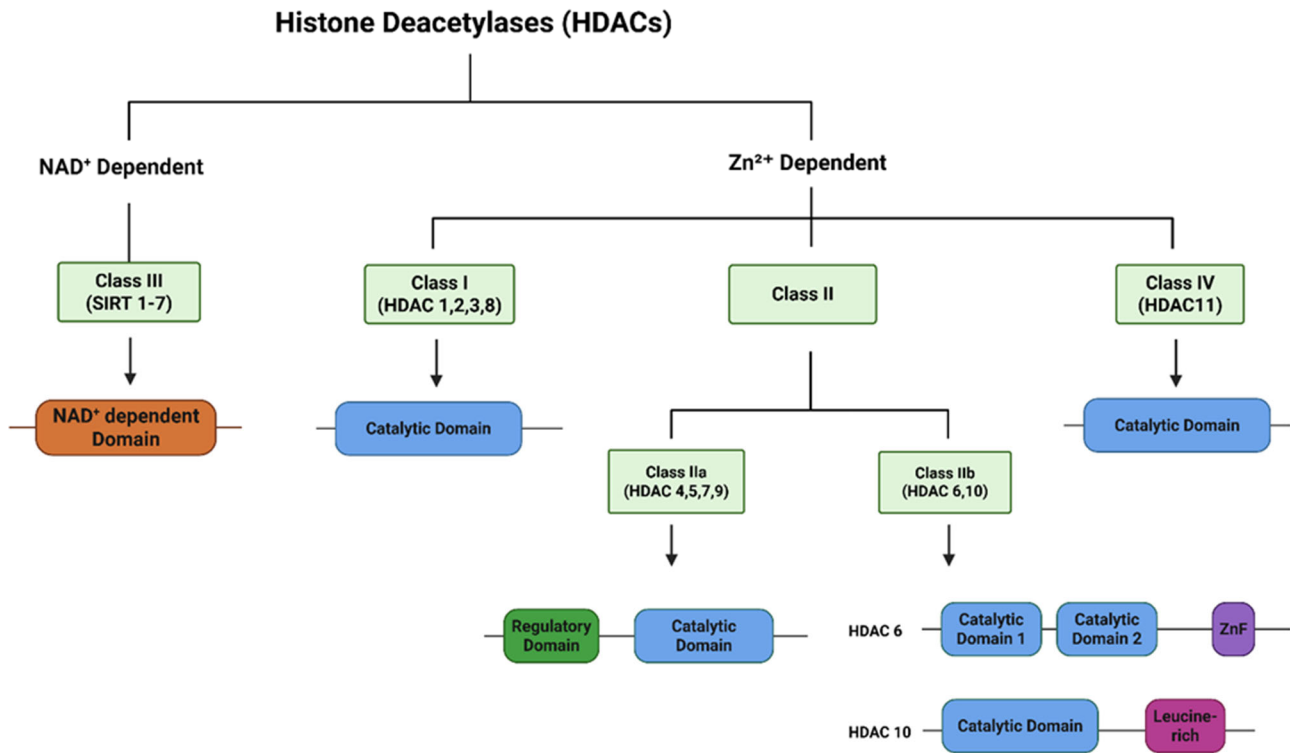 Histone Deacetylases (HDACs)
NAD⁺ Dependent
Zn²⁺ Dependent
Class III
(SIRT 1-7)
Class I
(HDAC 1,2,3,8)
Class II
Class IV
(HDAC11)
NAD⁺ dependent
Domain
Catalytic Domain
Catalytic Domain
Class IIa
(HDAC 4,5,7,9)
Class IIb
(HDAC 6,10)
Regulatory
Domain
Catalytic
Domain
HDAC 6
Catalytic
Domain 1
Catalytic
Domain 2
ZnF
HDAC 10
Catalytic Domain
Leucine-
rich